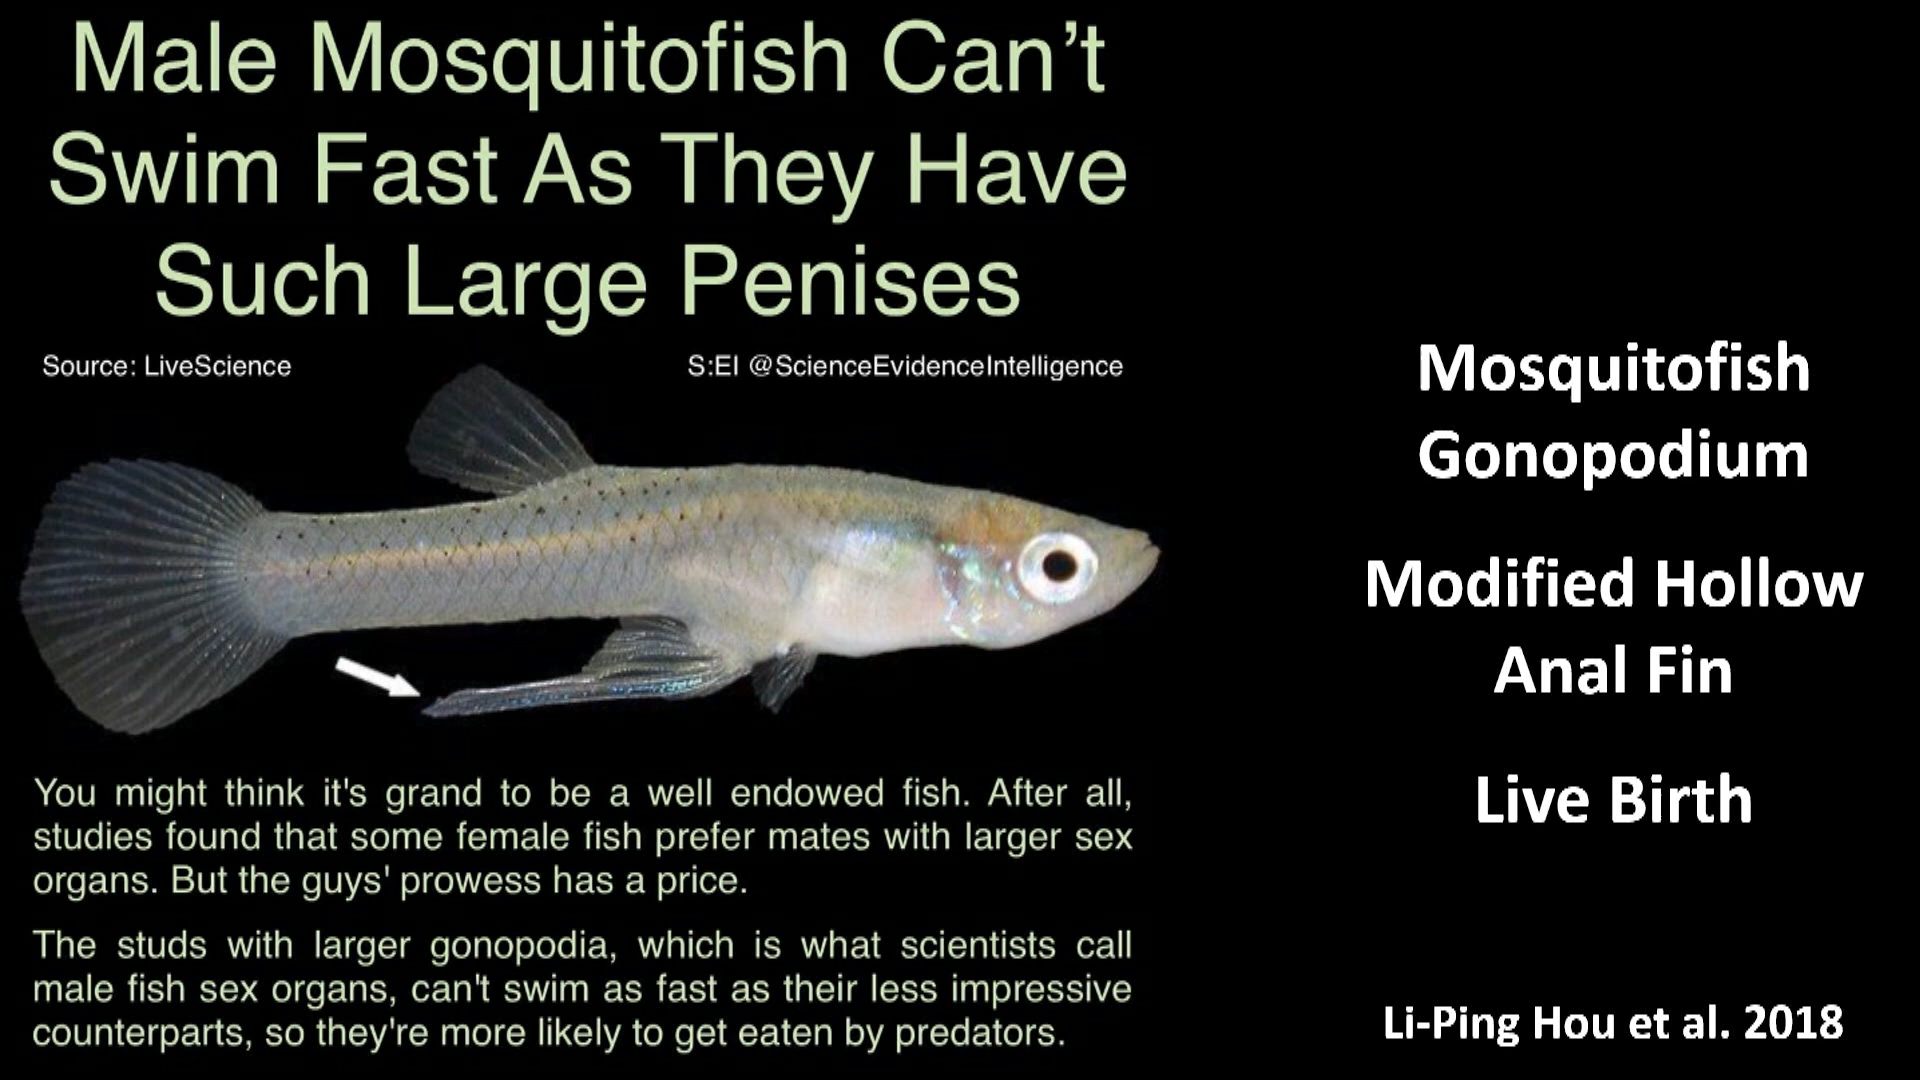 Male Mosquitofish Can’t
Swim Fast As They Have
Such Large Penises
Source: LiveScience
S:EI @ScienceEvidenceIntelligence
You might think it's grand to be a well endowed fish. After all,
studies found that some female fish prefer mates with larger sex
organs. But the guys' prowess has a price.
The studs with larger gonopodia, which is what scientists call
male fish sex organs, can't swim as fast as their less impressive
counterparts, so they're more likely to get eaten by predators.
Mosquitofish
Gonopodium
Modified Hollow
Anal Fin
Live Birth
Li-Ping Hou et al. 2018